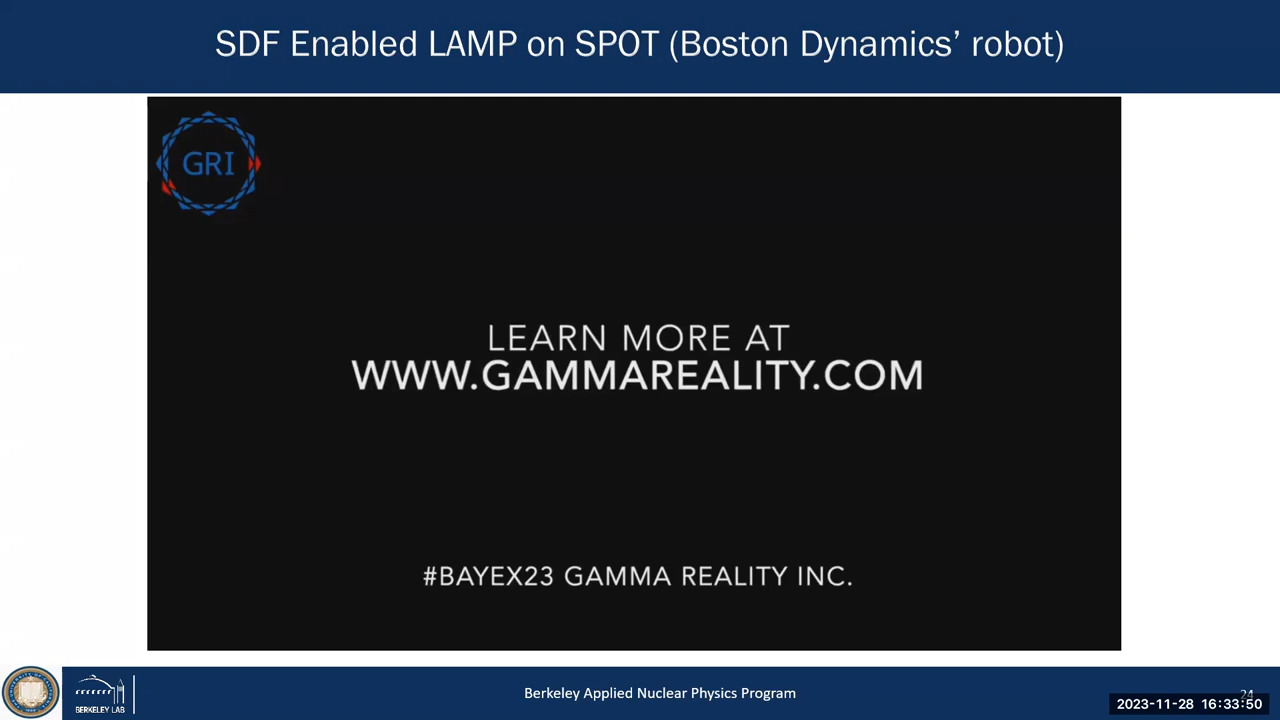 SDF Enabled LAMP on SPOT (Boston Dynamics’ robot)
GRI
LEARN MORE AT
WWW.GAMMAREALITY.COM
#BAYEX23 GAMMA REALITY INC.
BERKELEY LAB
Berkeley Applied Nuclear Physics Program
24
2023-11-28 16:33:50